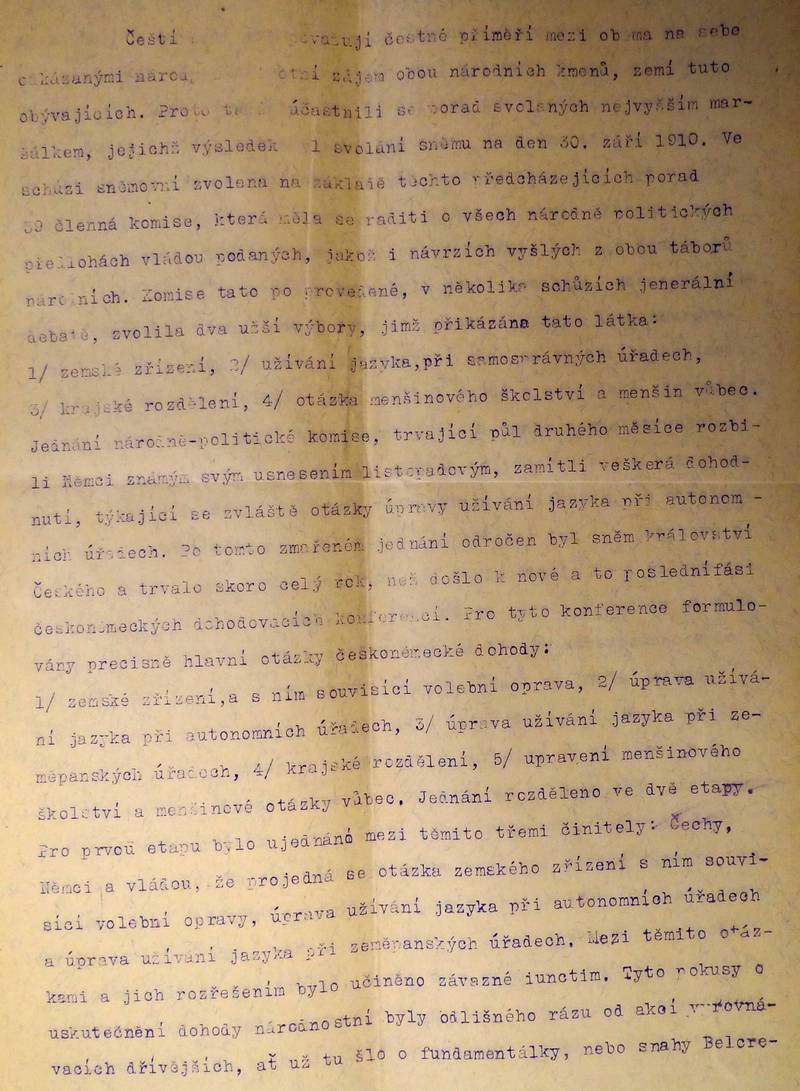 Čeští čestné příměří mezi oběma na sebe
odkázanými zájem obou národních kmenů, zemí tuto
obývajících. Proto účastnili se porad svolaných nejvyšším mar-
šálkem, jejichž výsledek svolání sněmu na den 30. září 1910. Ve
schůzi sněmovní zvolena na základě těchto předcházejících porad
členná komise, která měla se raditi o všech národně politických
předlohách vládou podaných, jakož i návrzích vyšlých z obou táborů
národních. Komise tato po provedené, v několika schůzích jenerální
debatě, zvolila dva užší výbory, jimž přikázána tato látka:
1/ zemské zřízení, 2/ užívání jazyka,při samosprávných úřadech,
3/ krajské rozdělení, 4/ otázka menšinového školství a menšin vůbec.
Jednání národně-politické komise, trvající půl druhého měsíce rozbi-
li Němci známým svým usnesením listopadovým, zamítli veškerá dohod-
nutí, týkající se zvláště otázky úpravy užívání jazyka při autonom -
ních úřadech. Po tomto zmařeném jednání odročen byl sněm království
Českého a trvalo skoro celý rok, než došlo k nové a to poslednífási
českoněmeckých dohodovacích konferencí. Pro tyto konference formulo-
vány precisně hlavní otázky českoněmecké dohody:
1/ zemské zřízení,a s ním souvisící volební oprava, 2/ úprava užívá-
ní jazyka při autonomních úřadech, 3/ úprava užívání jazyka při ze-
měpanských úřadech, 4/ krajské rozdělení, 5/ upravení menšinového
školství a menšinové otázky vůbec. Jednání rozděleno ve dvě etapy.
Pro prvou etapu bylo ujednáno mezi těmito třemi činitely: Čechy,
Němci a vládou, že projedná se otázka zemského zřízení s ním souvi-
sící volební opravy, úprava užívání jazyka při autonomních úřadech
a úprava užívání jazyka při zeměpanských úřadech. Mezi těmito otáz-
kami a jich rozřešením bylo učiněno závazné iunctim. Tyto pokusy o
uskutečnění dohody národnostní byly odlišného rázu od akcí vyrovná-
vacích dřívějších, ať už tu šlo o fundamentálky, nebo snahy Belcre-